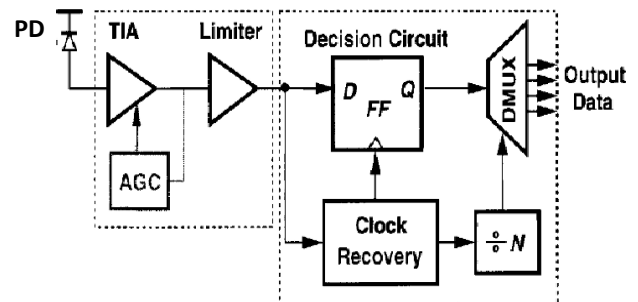 PD
TIA
Limiter
AGC
Decision Circuit
D
Q
FF
DMUX
Output
Data
Clock
Recovery
÷N